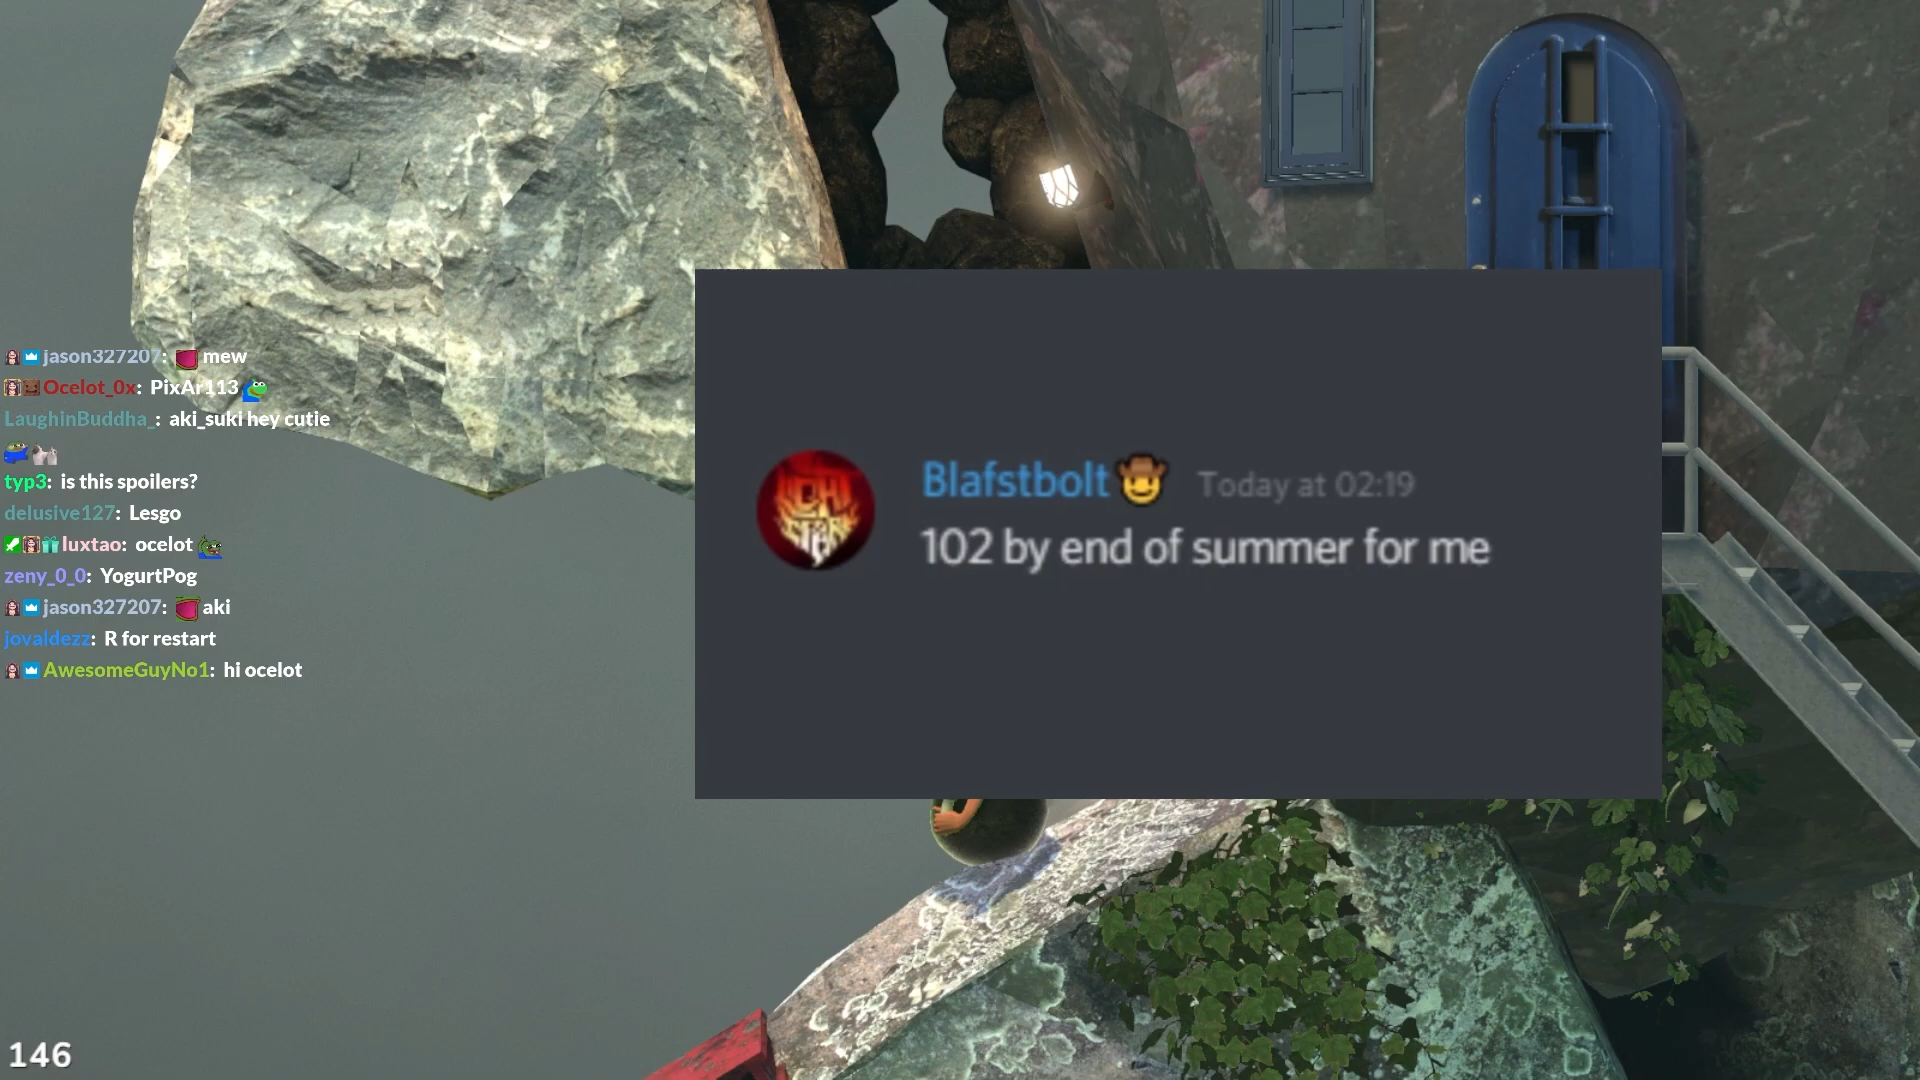 jason327207: mew
Ocelot_0x: PixAr113
LaughinBuddha_: aki_suki hey cutie
typ3: is this spoilers?
delusive127: Lesgo
luxtao: ocelot
zeny_0_0: YogurtPog
jason327207: aki
jovaldezz: R for restart
AwesomeGuyNo1: hi ocelot
Blafstbolt🤠 Today at 02:19
102 by end of summer for me
146